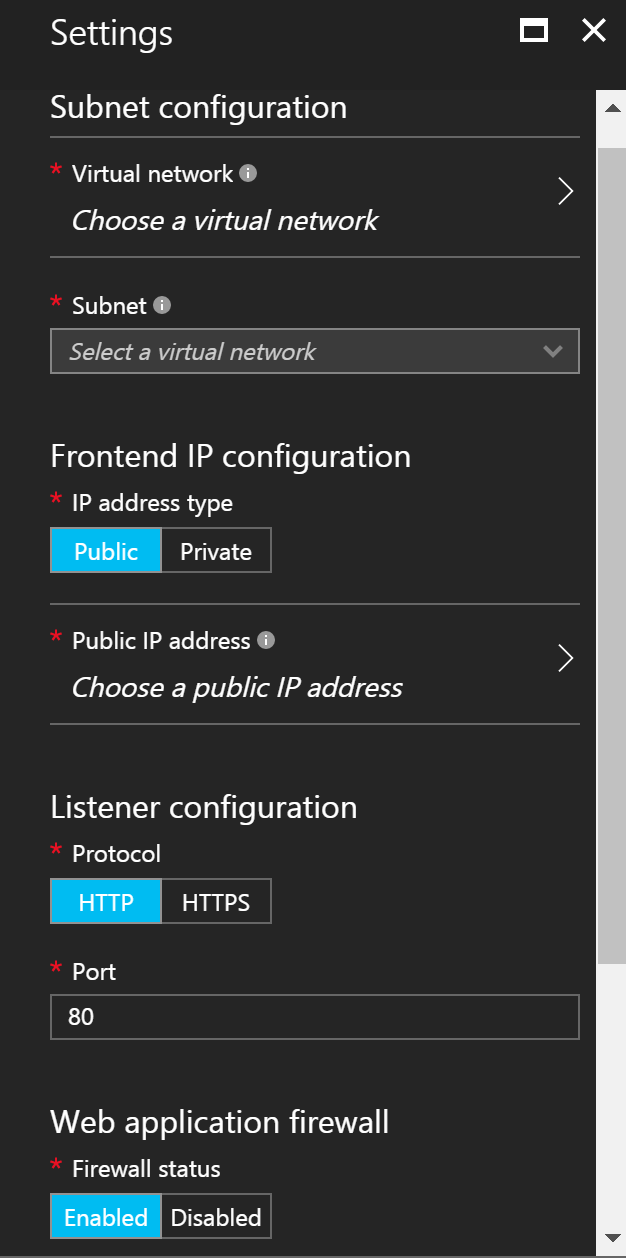 Settings
Subnet configuration
* Virtual network
Choose a virtual network
* Subnet
Select a virtual network
Frontend IP configuration
* IP address type
Public Private
* Public IP address
Choose a public IP address
Listener configuration
* Protocol
HTTP HTTPS
* Port
80
Web application firewall
* Firewall status
Enabled Disabled